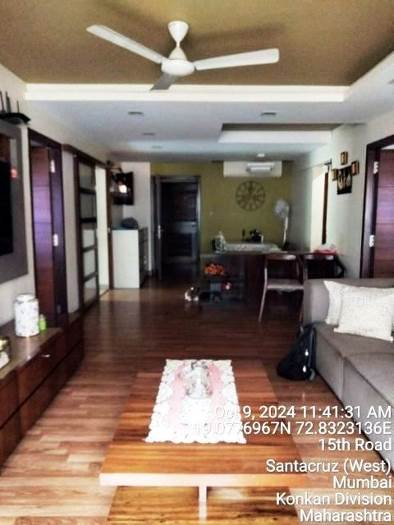 Oct 9, 2024 11:41:31 AM
19.0776967N 72.8323136E
15th Road
Santacruz (West)
Mumbai
Konkan Division
Maharashtra